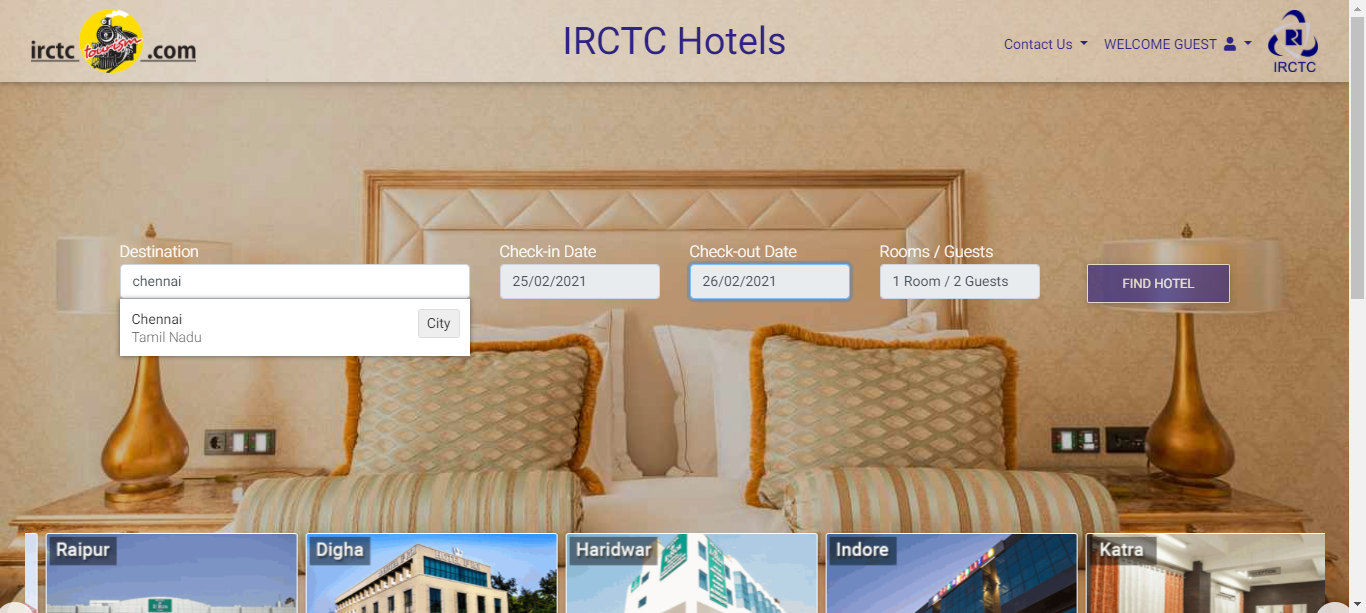 irctc tourism .com
IRCTC Hotels
Contact Us
WELCOME GUEST
IRCTC
Destination
Check-in Date
Check-out Date
Rooms / Guests
chennai
25/02/2021
26/02/2021
1 Room / 2 Guests
FIND HOTEL
Chennai
City
Tamil Nadu
Raipur
Digha
Haridwar
Indore
Katra